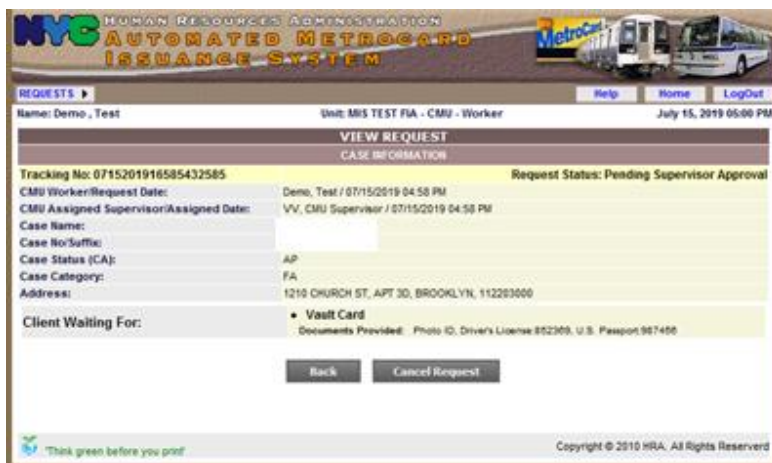 HUMAN RESOURCES ADMINISTRATION
NYC AUTOMATED METROCARD
ISSUANCE SYSTEM
MetroCard
REQUESTS
Help Home LogOut
Name: Demo , Test Unit: MIS TEST FIA - CMU - Worker July 15, 2019 05:00 PM
VIEW REQUEST
CASE INFORMATION
Tracking No: 0715201916585432585 Request Status: Pending Supervisor Approval
CMU Worker/Request Date: Demo, Test / 07/15/2019 04:58 PM
CMU Assigned Supervisor/Assigned Date: VV, CMU Supervisor / 07/15/2019 04:58 PM
Case Name:
Case No/Suffix:
Case Status (CA): AP
Case Category: FA
Address: 1210 CHURCH ST, APT 3D, BROOKLYN, 112203000
Client Waiting For: • Vault Card
Documents Provided: Photo ID, Driver's License:852369, U.S. Passport:987456
Back Cancel Request
'Think green before you print' Copyright © 2010 HRA. All Rights Reserverd